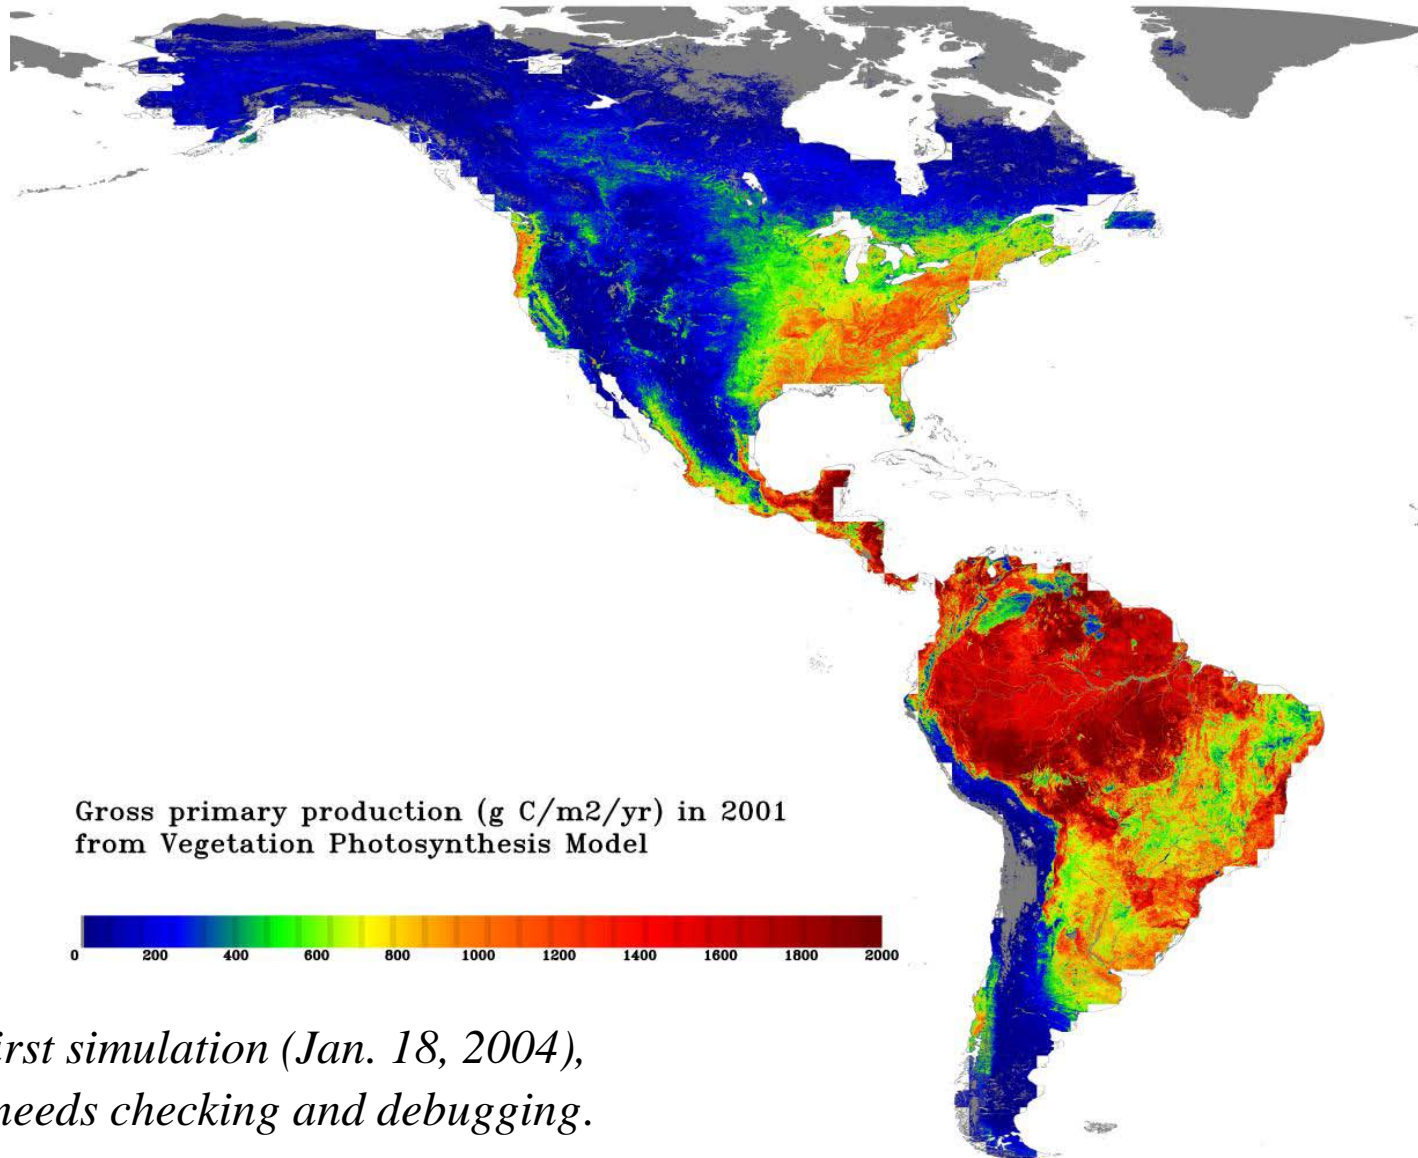 Gross primary production (g C/m2/yr) in 2001
from Vegetation Photosynthesis Model
0 200 400 600 800 1000 1200 1400 1600 1800 2000
irst simulation (Jan. 18, 2004),
needs checking and debugging.